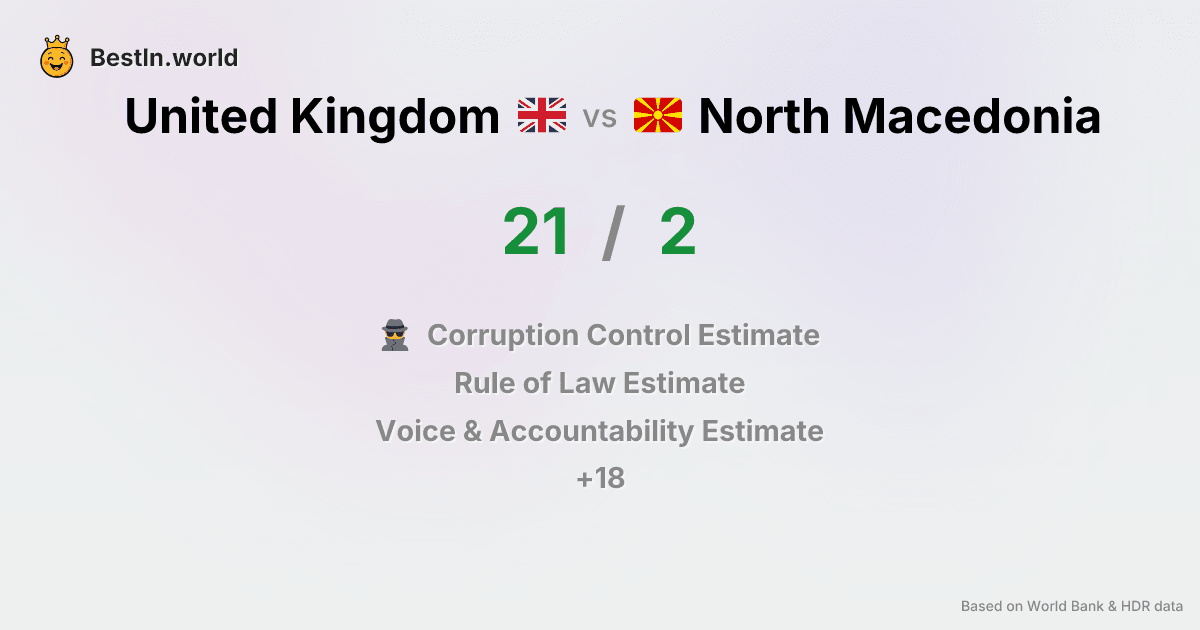 BestIn.world
United Kingdom vs North Macedonia
21 / 2
Corruption Control Estimate
Rule of Law Estimate
Voice & Accountability Estimate
+18
Based on World Bank & HDR data